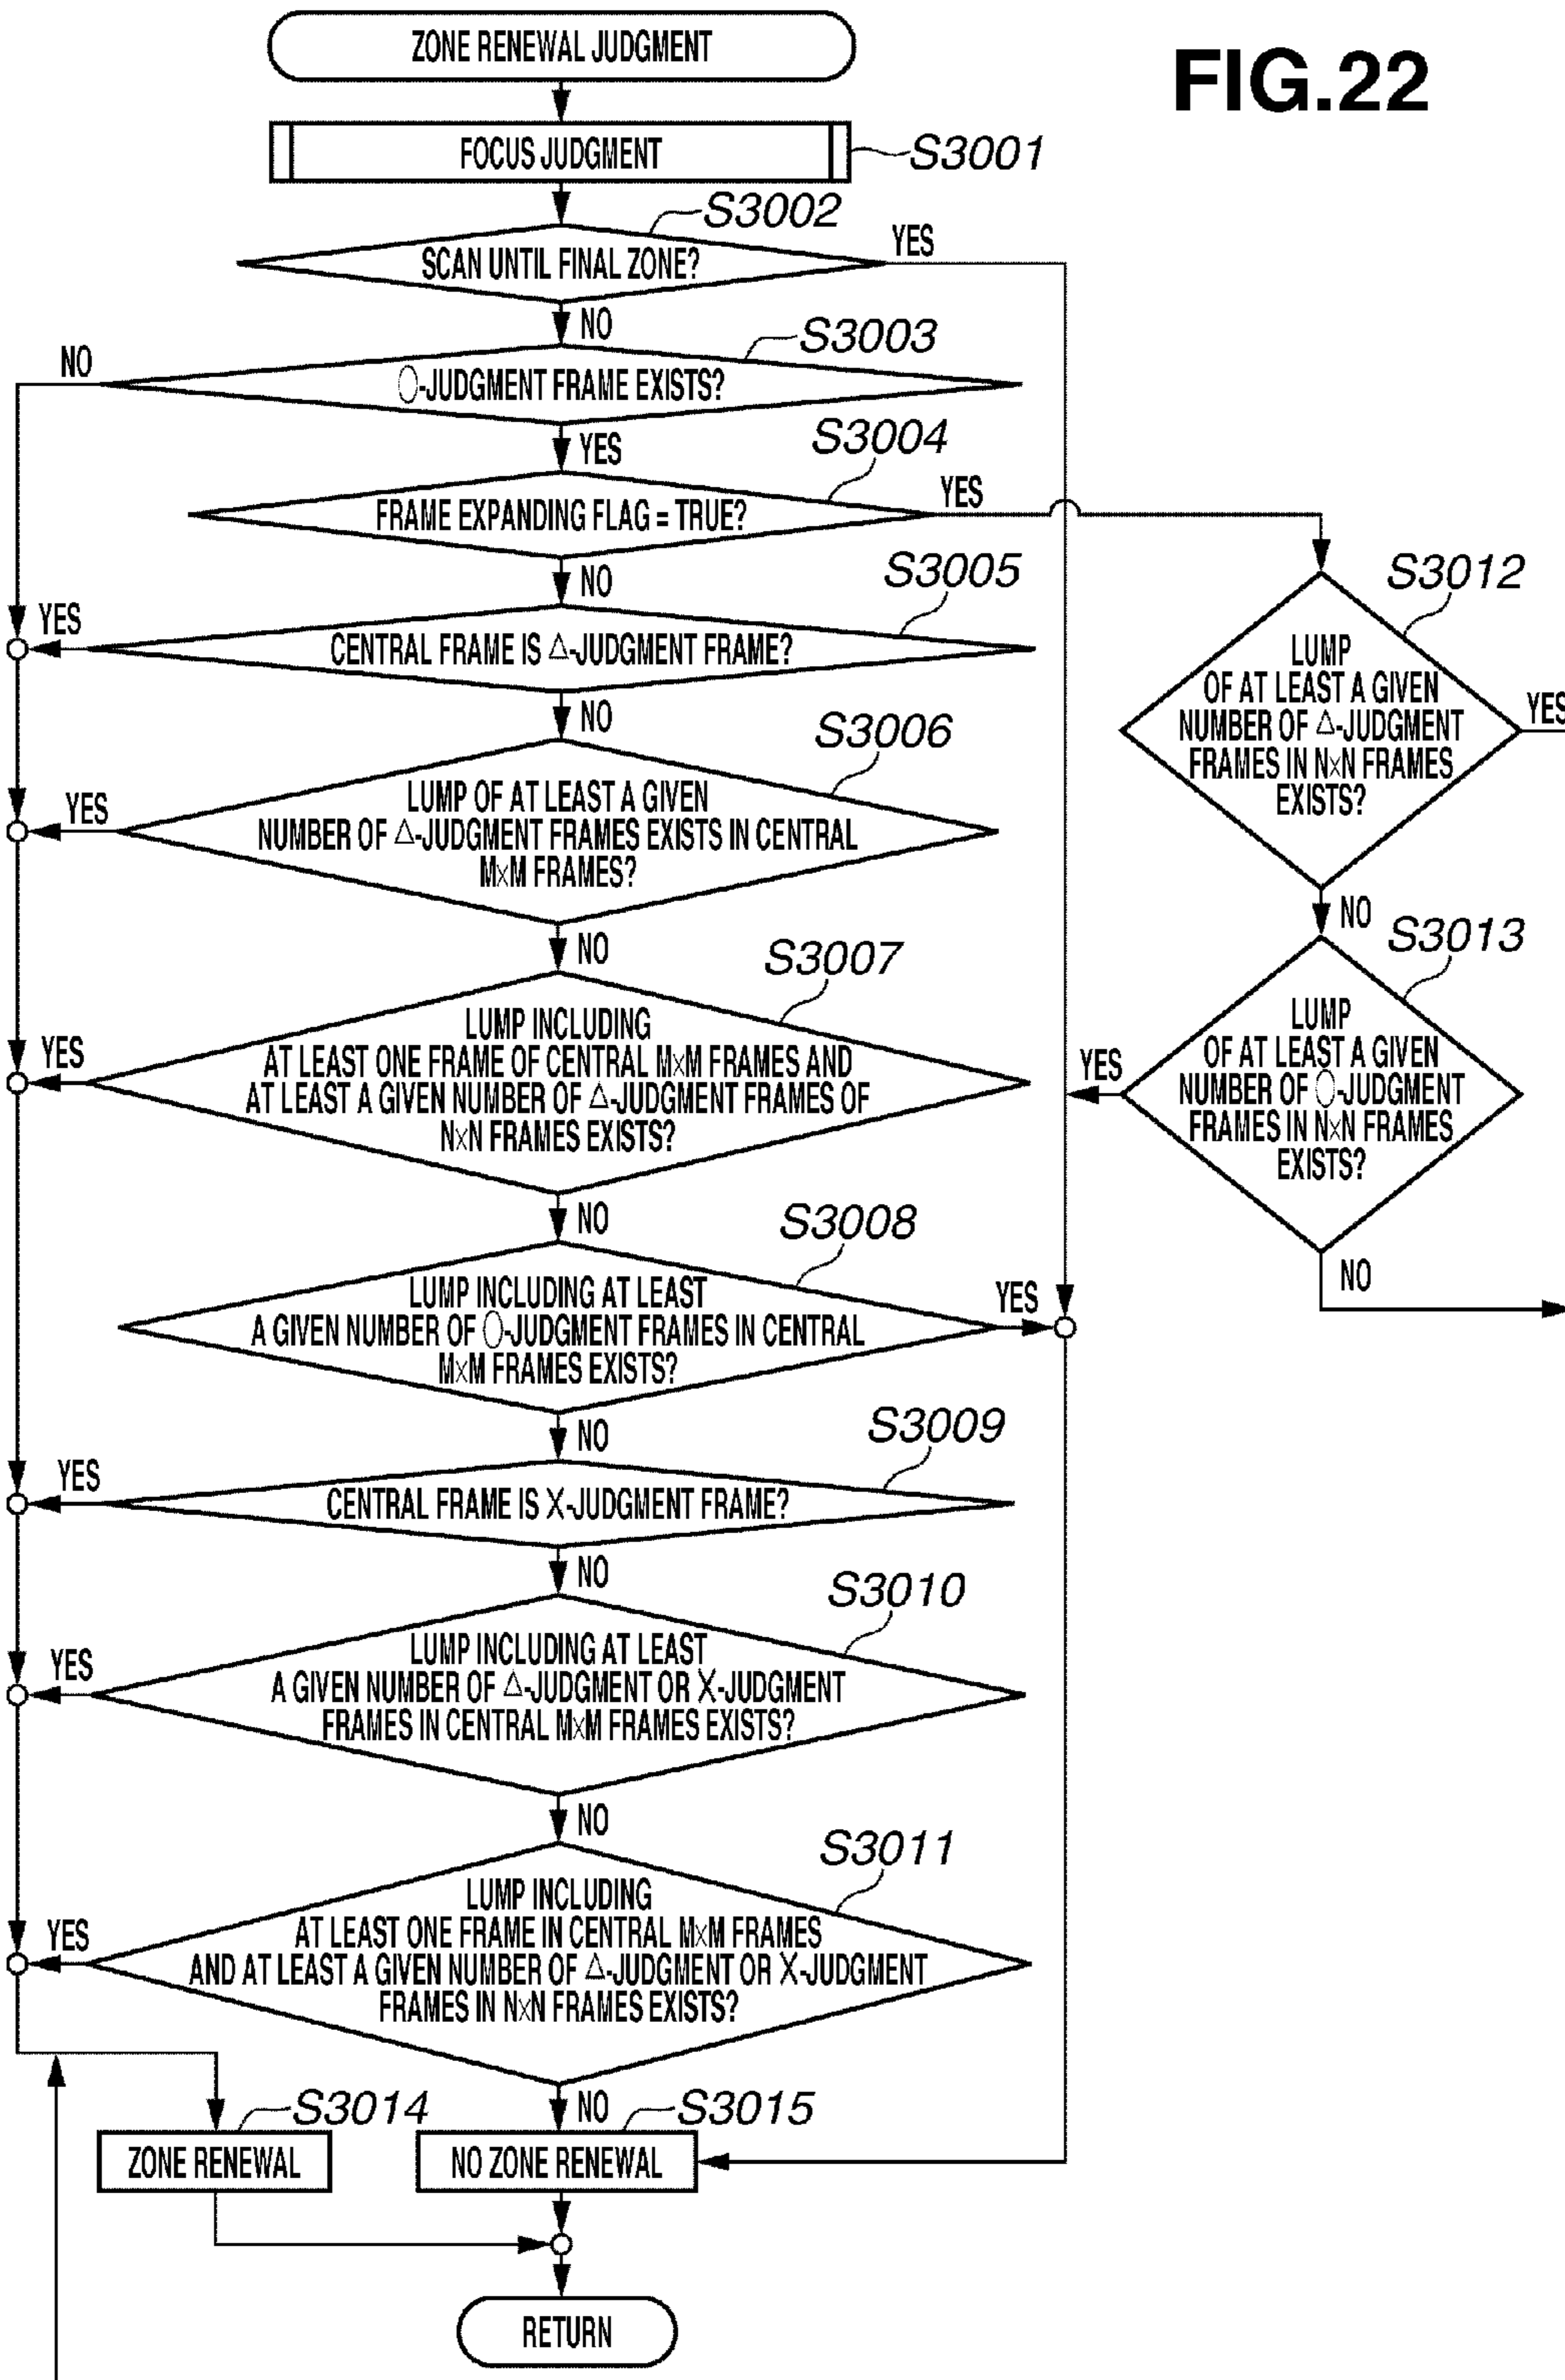 FIG.22
ZONE RENEWAL JUDGMENT
FOCUS JUDGMENT
S3001
S3002
SCAN UNTIL FINAL ZONE?
YES
NO
S3003
NO
○-JUDGMENT FRAME EXISTS?
YES
S3004
FRAME EXPANDING FLAG = TRUE?
YES
NO
S3005
YES
CENTRAL FRAME IS △-JUDGMENT FRAME?
NO
S3006
YES
LUMP OF AT LEAST A GIVEN
NUMBER OF △-JUDGMENT FRAMES EXISTS IN CENTRAL
M×M FRAMES?
NO
S3007
YES
LUMP INCLUDING
AT LEAST ONE FRAME OF CENTRAL M×M FRAMES AND
AT LEAST A GIVEN NUMBER OF △-JUDGMENT FRAMES OF
N×N FRAMES EXISTS?
NO
S3008
LUMP INCLUDING AT LEAST
A GIVEN NUMBER OF ○-JUDGMENT FRAMES IN CENTRAL
M×M FRAMES EXISTS?
YES
NO
S3009
YES
CENTRAL FRAME IS X-JUDGMENT FRAME?
NO
S3010
YES
LUMP INCLUDING AT LEAST
A GIVEN NUMBER OF △-JUDGMENT OR X-JUDGMENT
FRAMES IN CENTRAL M×M FRAMES EXISTS?
NO
S3011
YES
LUMP INCLUDING
AT LEAST ONE FRAME IN CENTRAL M×M FRAMES
AND AT LEAST A GIVEN NUMBER OF △-JUDGMENT OR X-JUDGMENT
FRAMES IN N×N FRAMES EXISTS?
NO
S3012
LUMP
OF AT LEAST A GIVEN
NUMBER OF △-JUDGMENT
FRAMES IN N×N FRAMES
EXISTS?
YES
NO
S3013
LUMP
OF AT LEAST A GIVEN
NUMBER OF ○-JUDGMENT
FRAMES IN N×N FRAMES
EXISTS?
YES
NO
S3014
ZONE RENEWAL
S3015
NO ZONE RENEWAL
RETURN